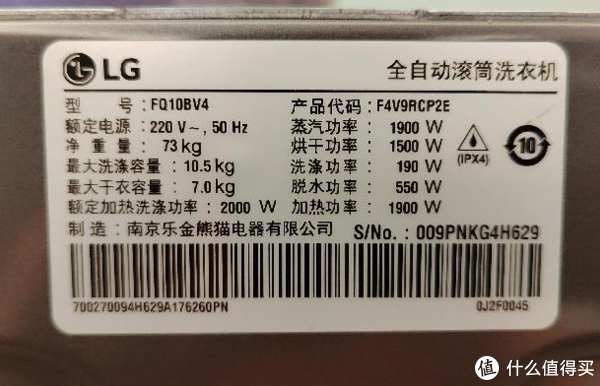 LG 全自动滚筒洗衣机
型 号: FQ10BV4 产品代码: F4V9RCP2E
额定电源: 220 V~, 50 Hz 蒸汽功率: 1900 W
净 重 量: 73 kg 烘干功率: 1500 W
最大洗涤容量: 10.5 kg 洗涤功率: 190 W
(IPX4) 10
最大干衣容量: 7.0 kg 脱水功率: 550 W
额定加热洗涤功率: 2000 W 加热功率: 1900 W
制造: 南京乐金熊猫电器有限公司 S/No.: 009PNKG4H629
700270094H629A176260PN 0J2F0045
值 什么值得买